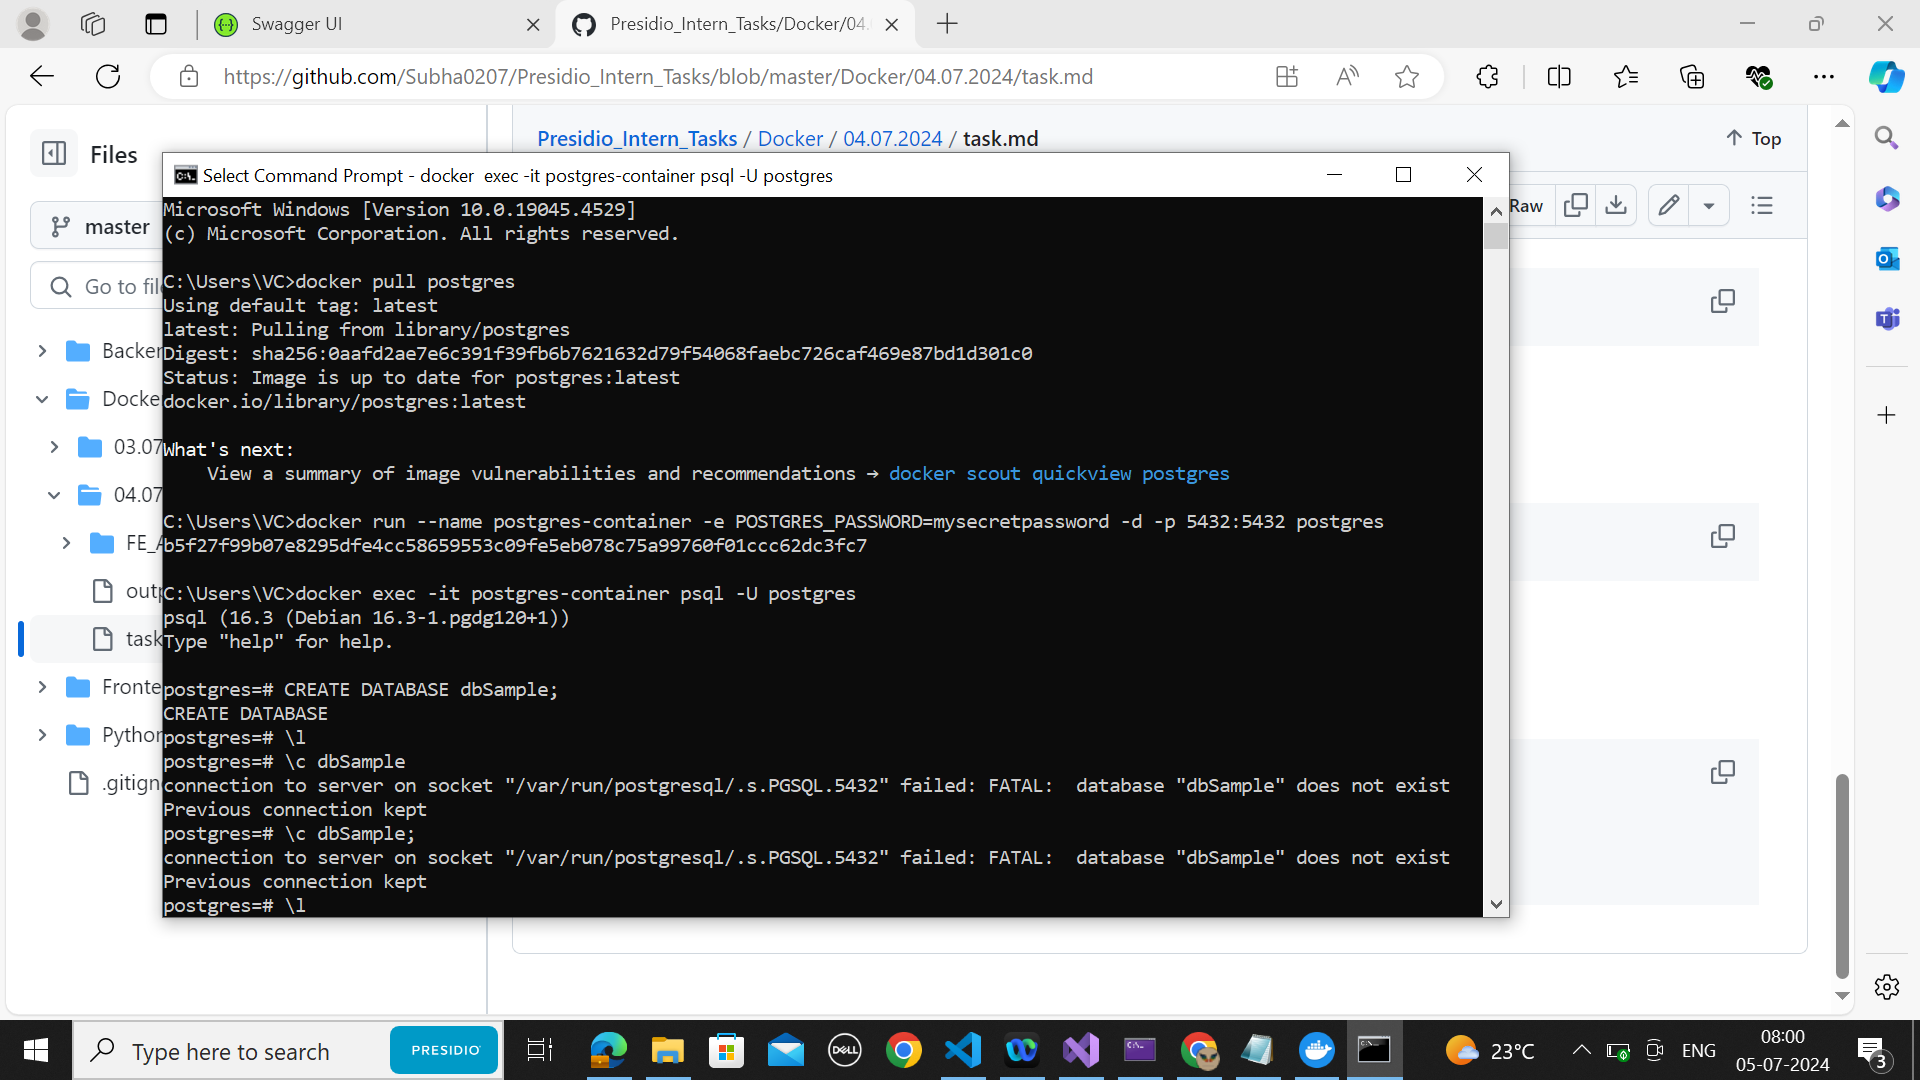 Swagger UI
Presidio_Intern_Tasks/Docker/04.
https://github.com/Subha0207/Presidio_Intern_Tasks/blob/master/Docker/04.07.2024/task.md
Files
Presidio_Intern_Tasks / Docker / 04.07.2024 / task.md
Top
master
Raw
Go to fil
Backen
Docke
03.07
04.07
FE_A
outp
task
Fronte
Python
.gitign
Select Command Prompt - docker  exec -it postgres-container psql -U postgres
Microsoft Windows [Version 10.0.19045.4529]
(c) Microsoft Corporation. All rights reserved.
C:\Users\VC>docker pull postgres
Using default tag: latest
latest: Pulling from library/postgres
Digest: sha256:0aafd2ae7e6c391f39fb6b7621632d79f54068faebc726caf469e87bd1d301c0
Status: Image is up to date for postgres:latest
docker.io/library/postgres:latest
What's next:
    View a summary of image vulnerabilities and recommendations → docker scout quickview postgres
C:\Users\VC>docker run --name postgres-container -e POSTGRES_PASSWORD=mysecretpassword -d -p 5432:5432 postgres
b5f27f99b07e8295dfe4cc58659553c09fe5eb078c75a99760f01ccc62dc3fc7
C:\Users\VC>docker exec -it postgres-container psql -U postgres
psql (16.3 (Debian 16.3-1.pgdg120+1))
Type "help" for help.
postgres=# CREATE DATABASE dbSample;
CREATE DATABASE
postgres=# \l
postgres=# \c dbSample
connection to server on socket "/var/run/postgresql/.s.PGSQL.5432" failed: FATAL:  database "dbSample" does not exist
Previous connection kept
postgres=# \c dbSample;
connection to server on socket "/var/run/postgresql/.s.PGSQL.5432" failed: FATAL:  database "dbSample" does not exist
Previous connection kept
postgres=# \l
Type here to search
PRESIDIO
DELL
23°C
ENG
08:00
05-07-2024
3